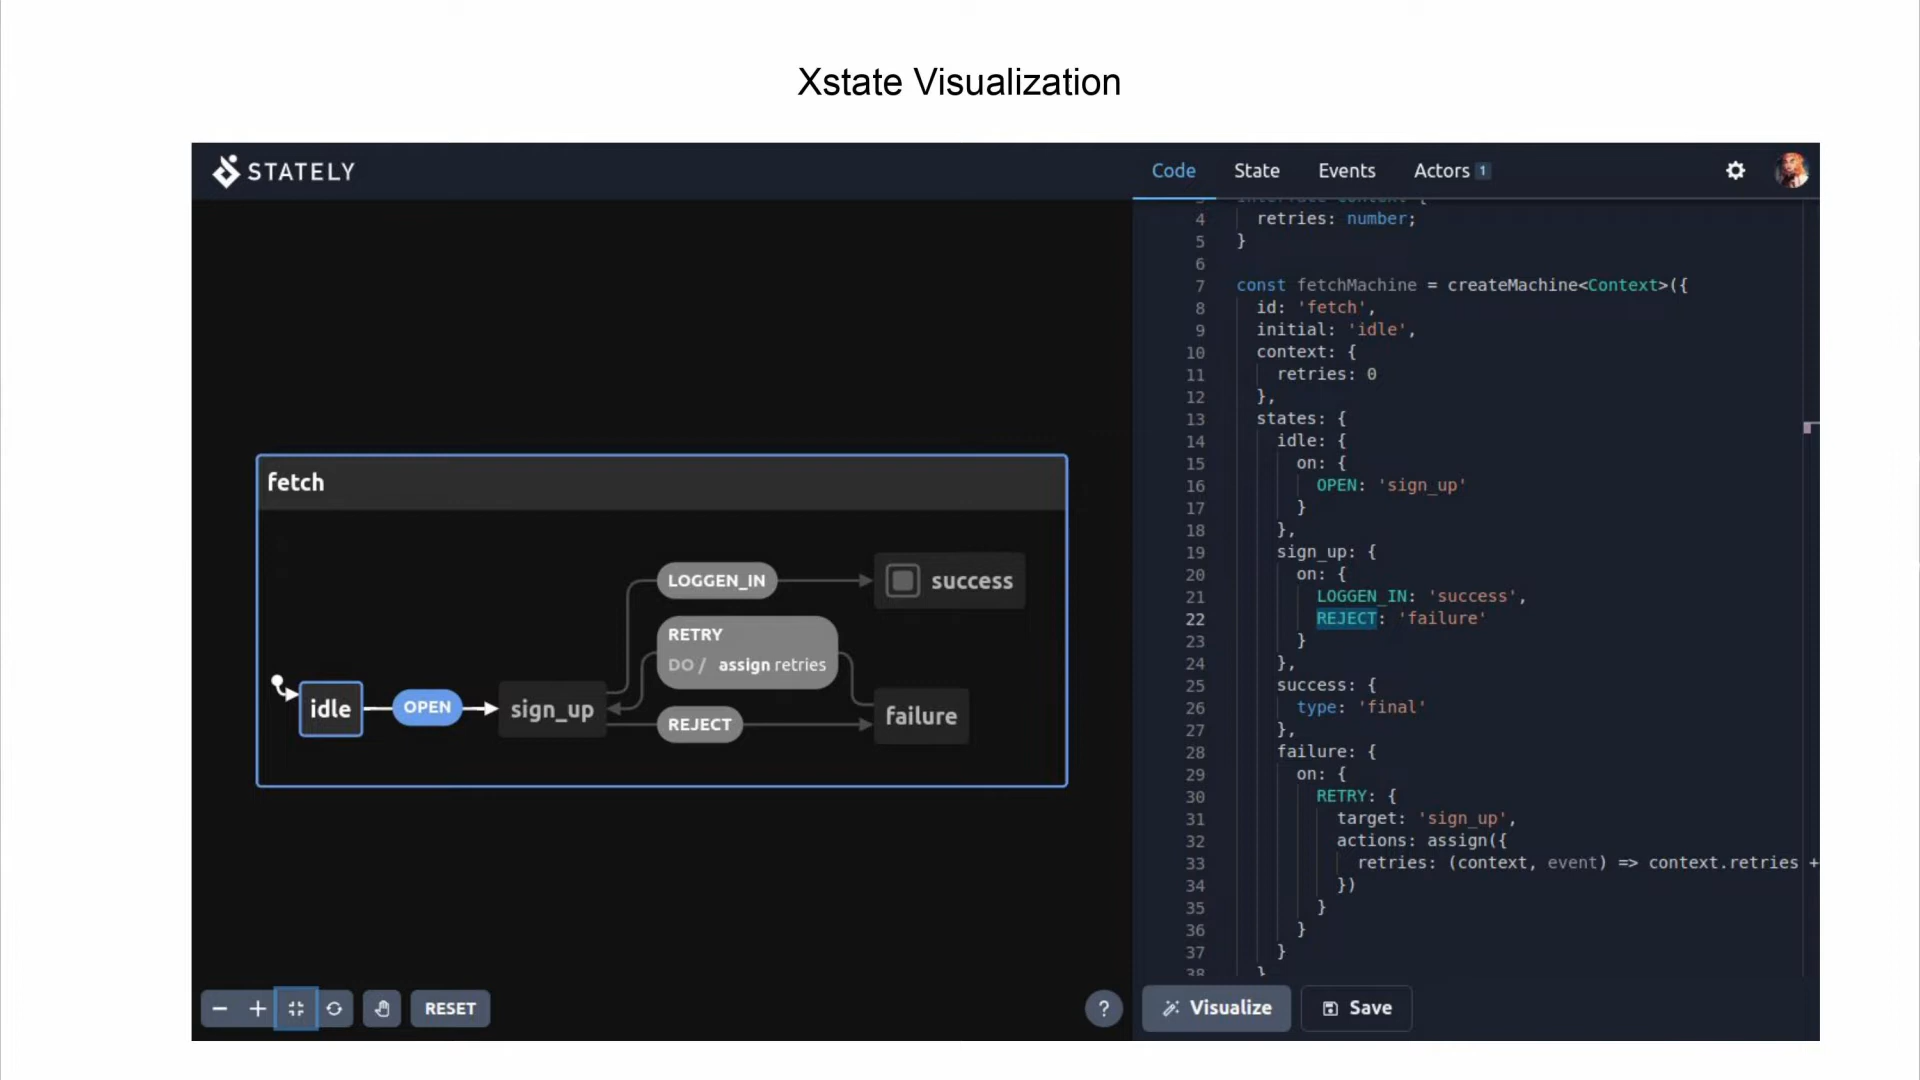 Xstate Visualization
STATELY
Code State Events Actors 1
fetch
LOGGEN_IN
success
RETRY
DO / assign retries
idle
OPEN
sign_up
REJECT
failure
RESET
?
3 interface Context {
4 retries: number;
5 }
6
7 const fetchMachine = createMachine<Context>({
8 id: 'fetch',
9 initial: 'idle',
10 context: {
11 retries: 0
12 },
13 states: {
14 idle: {
15 on: {
16 OPEN: 'sign_up'
17 }
18 },
19 sign_up: {
20 on: {
21 LOGGEN_IN: 'success',
22 REJECT: 'failure'
23 }
24 },
25 success: {
26 type: 'final'
27 },
28 failure: {
29 on: {
30 RETRY: {
31 target: 'sign_up',
32 actions: assign({
33 retries: (context, event) => context.retries +
34 })
35 }
36 }
37 }
38 }
Visualize
Save